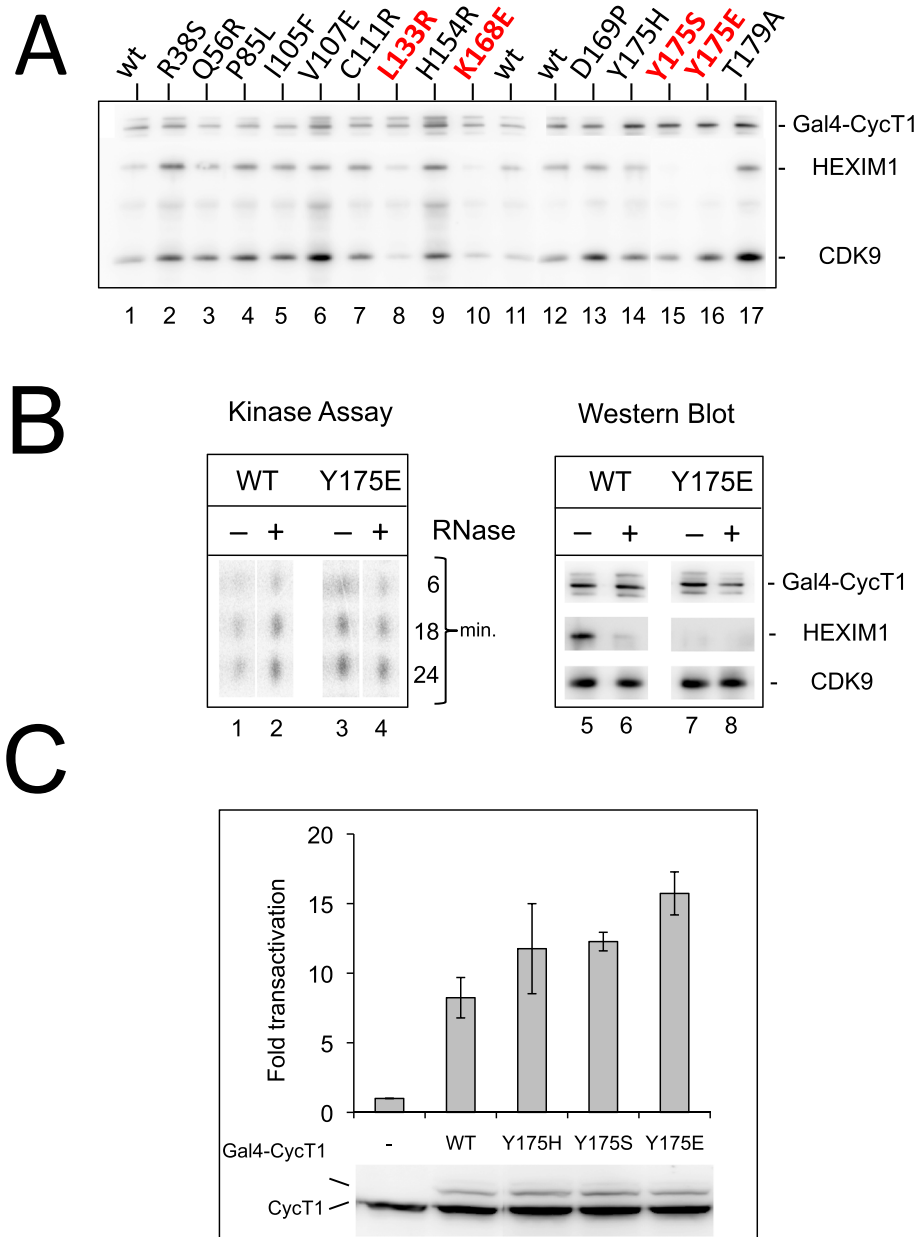 A
wt R38S Q56R P85L I105F V107E C111R L133R H154R K168E wt wt D169P Y175H Y175S Y175E T179A
- Gal4-CycT1
- HEXIM1
- CDK9
1 2 3 4 5 6 7 8 9 10 11 12 13 14 15 16 17
B
Kinase Assay
WT Y175E
– + – + RNase
6
18 min.
24
1 2 3 4
Western Blot
WT Y175E
– + – +
- Gal4-CycT1
- HEXIM1
- CDK9
5 6 7 8
C
Fold transactivation
20
15
10
5
0
- WT Y175H Y175S Y175E
Gal4-CycT1
CycT1